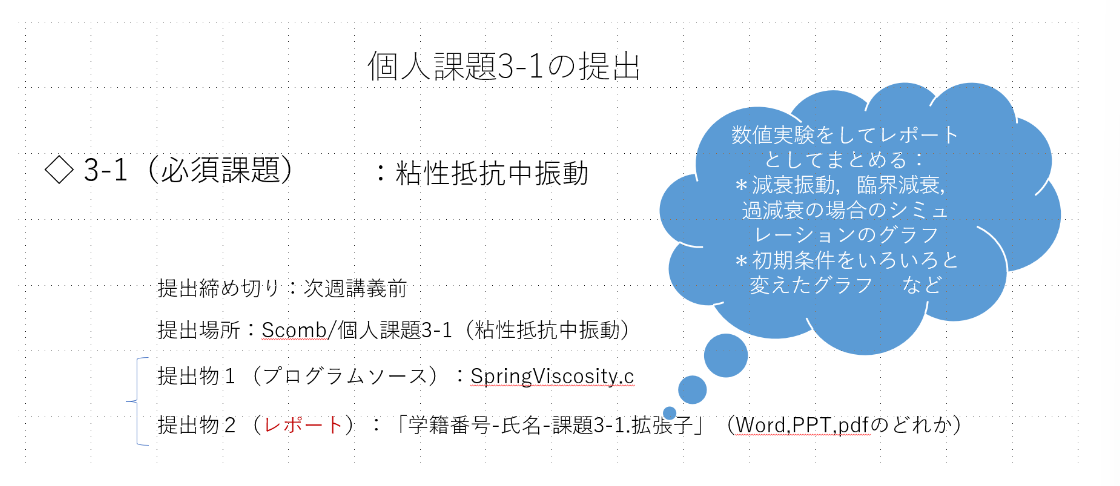 個人課題3-1の提出
◇ 3-1（必須課題）
：粘性抵抗中振動
数値実験をしてレポート
としてまとめる：
＊減衰振動，臨界減衰，
過減衰の場合のシミュ
レーションのグラフ
＊初期条件をいろいろと
変えたグラフ　など
提出締め切り：次週講義前
提出場所：Scomb/個人課題3-1（粘性抵抗中振動）
提出物１（プログラムソース）：SpringViscosity.c
提出物２（レポート）：「学籍番号-氏名-課題3-1.拡張子」（Word,PPT,pdfのどれか）